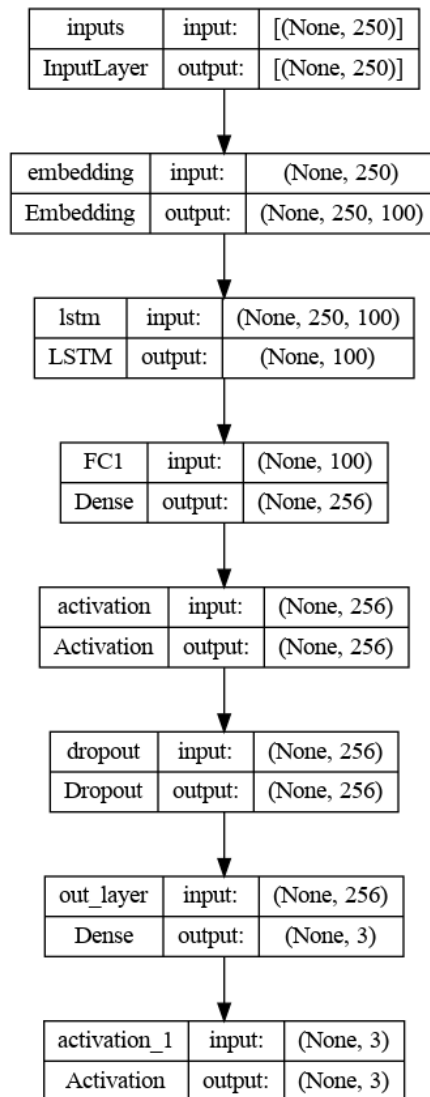 inputs input: [(None, 250)]
InputLayer output: [(None, 250)]
embedding input: (None, 250)
Embedding output: (None, 250, 100)
lstm input: (None, 250, 100)
LSTM output: (None, 100)
FC1 input: (None, 100)
Dense output: (None, 256)
activation input: (None, 256)
Activation output: (None, 256)
dropout input: (None, 256)
Dropout output: (None, 256)
out_layer input: (None, 256)
Dense output: (None, 3)
activation_1 input: (None, 3)
Activation output: (None, 3)